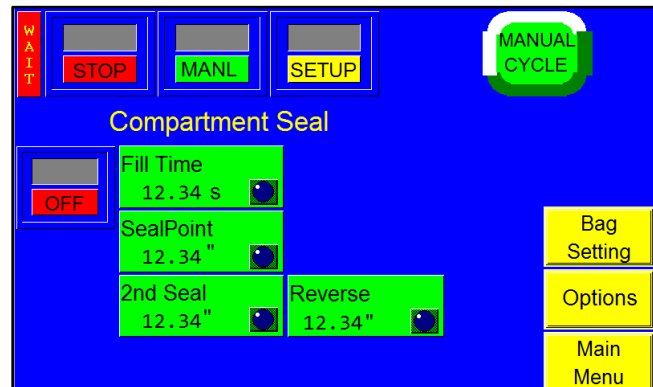 WAIT
STOP
MANL
SETUP
MANUAL
CYCLE
Compartment Seal
OFF
Fill Time
12.34 s
SealPoint
12.34"
2nd Seal
12.34"
Reverse
12.34"
Bag
Setting
Options
Main
Menu